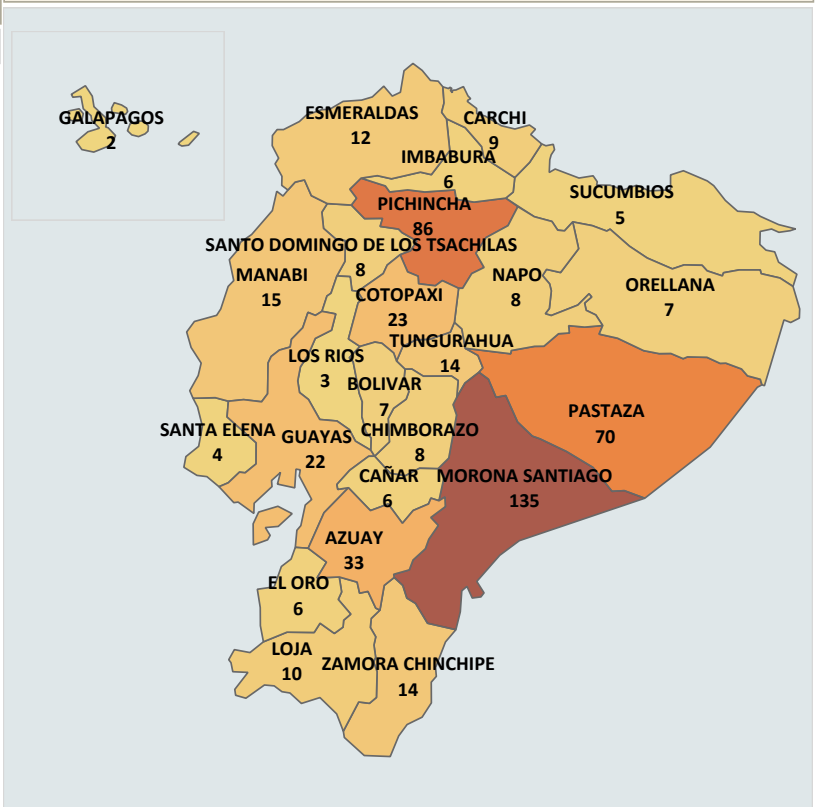 GALAPAGOS
2
ESMERALDAS
12
CARCHI
9
IMBABURA
6
SUCUMBIOS
5
PICHINCHA
86
SANTO DOMINGO DE LOS TSACHILAS
8
MANABI
15
NAPO
8
ORELLANA
7
COTOPAXI
23
TUNGURAHUA
14
LOS RIOS
3
BOLIVAR
7
PASTAZA
70
SANTA ELENA
4
GUAYAS
22
CHIMBORAZO
8
CAÑAR
6
MORONA SANTIAGO
135
AZUAY
33
EL ORO
6
LOJA
10
ZAMORA CHINCHIPE
14